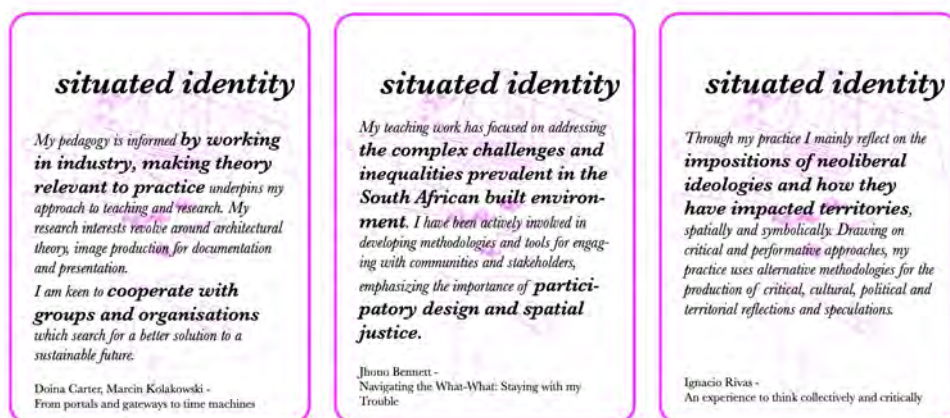 situated identity
My pedagogy is informed by working
in industry, making theory
relevant to practice underpins my
approach to teaching and research. My
research interests revolve around architectural
theory, image production for documentation
and presentation.
I am keen to cooperate with
groups and organisations
which search for a better solution to a
sustainable future.
Doina Carter, Marcin Kolakowski -
From portals and gateways to time machines
situated identity
My teaching work has focused on addressing
the complex challenges and
inequalities prevalent in the
South African built environ-
ment. I have been actively involved in
developing methodologies and tools for engag-
ing with communities and stakeholders,
emphasizing the importance of partici-
patory design and spatial
justice.
Jhono Bennett -
Navigating the What-What: Staying with my
Trouble
situated identity
Through my practice I mainly reflect on the
impositions of neoliberal
ideologies and how they
have impacted territories,
spatially and symbolically. Drawing on
critical and performative approaches, my
practice uses alternative methodologies for the
production of critical, cultural, political and
territorial reflections and speculations.
Ignacio Rivas -
An experience to think collectively and critically